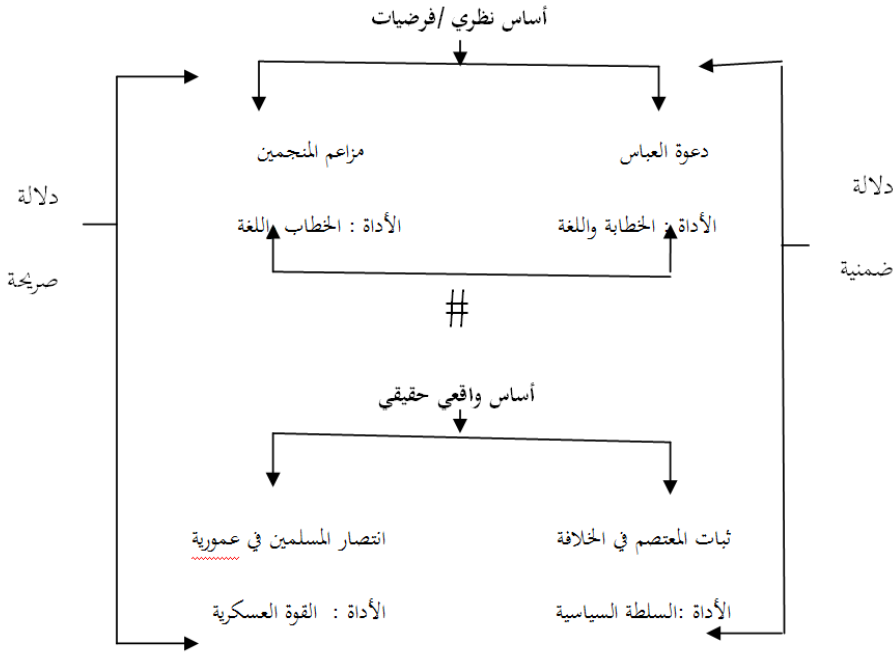 أساس نظري /فرضيات
دعوة العباس
مزاعم المنجمين
دلالة
دلالة
الأداة : الخطابة واللغة
الأداة : الخطاب واللغة
ضمنية
صريحة
#
أساس واقعي حقيقي
ثبات المعتصم في الخلافة
انتصار المسلمين في عمورية
الأداة :السلطة السياسية
الأداة : القوة العسكرية